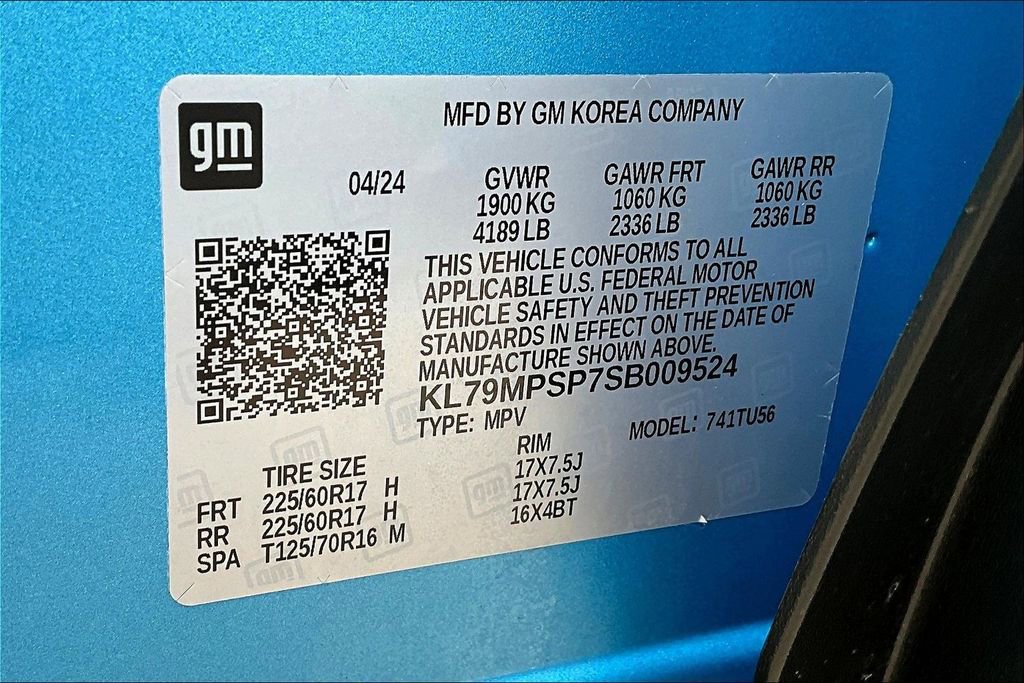 gm
MFD BY GM KOREA COMPANY
04/24
GVWR GAWR FRT GAWR RR
1900 KG 1060 KG 1060 KG
4189 LB 2336 LB 2336 LB
THIS VEHICLE CONFORMS TO ALL
APPLICABLE U.S. FEDERAL MOTOR
VEHICLE SAFETY AND THEFT PREVENTION
STANDARDS IN EFFECT ON THE DATE OF
MANUFACTURE SHOWN ABOVE.
KL79MPSP7SB009524
TYPE: MPV MODEL: 741TU56
TIRE SIZE RIM
FRT 225/60R17 H 17X7.5J
RR 225/60R17 H 17X7.5J
SPA T125/70R16 M 16X4BT